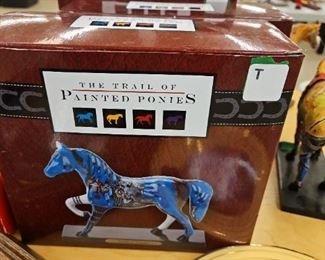 T
THE TRAIL OF
PAINTED PONIES